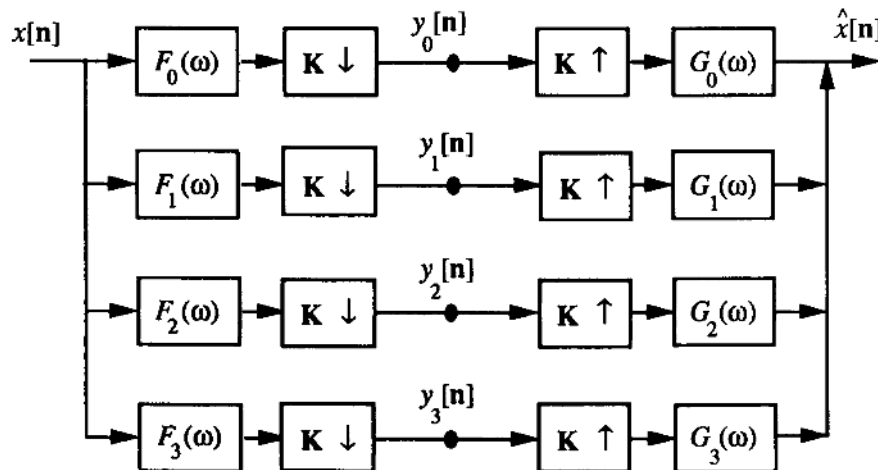 x[n] F₀(ω) K ↓ y₀[n] K ↑ G₀(ω) x̂[n]
F₁(ω) K ↓ y₁[n] K ↑ G₁(ω)
F₂(ω) K ↓ y₂[n] K ↑ G₂(ω)
F₃(ω) K ↓ y₃[n] K ↑ G₃(ω)